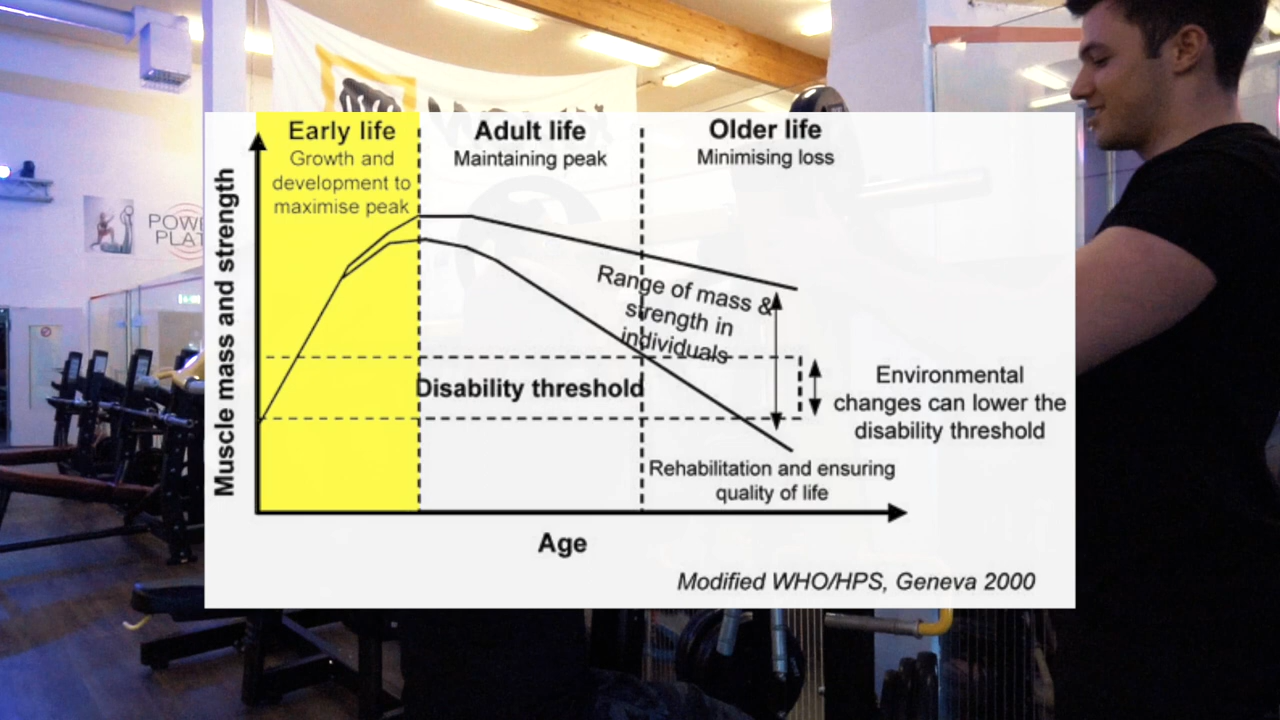 Early life
Growth and
development to
maximise peak
Adult life
Maintaining peak
Older life
Minimising loss
Muscle mass and strength
Range of mass &
strength in
individuals
Disability threshold
Environmental
changes can lower the
disability threshold
Rehabilitation and ensuring
quality of life
Age
Modified WHO/HPS, Geneva 2000
POWE
PLAT